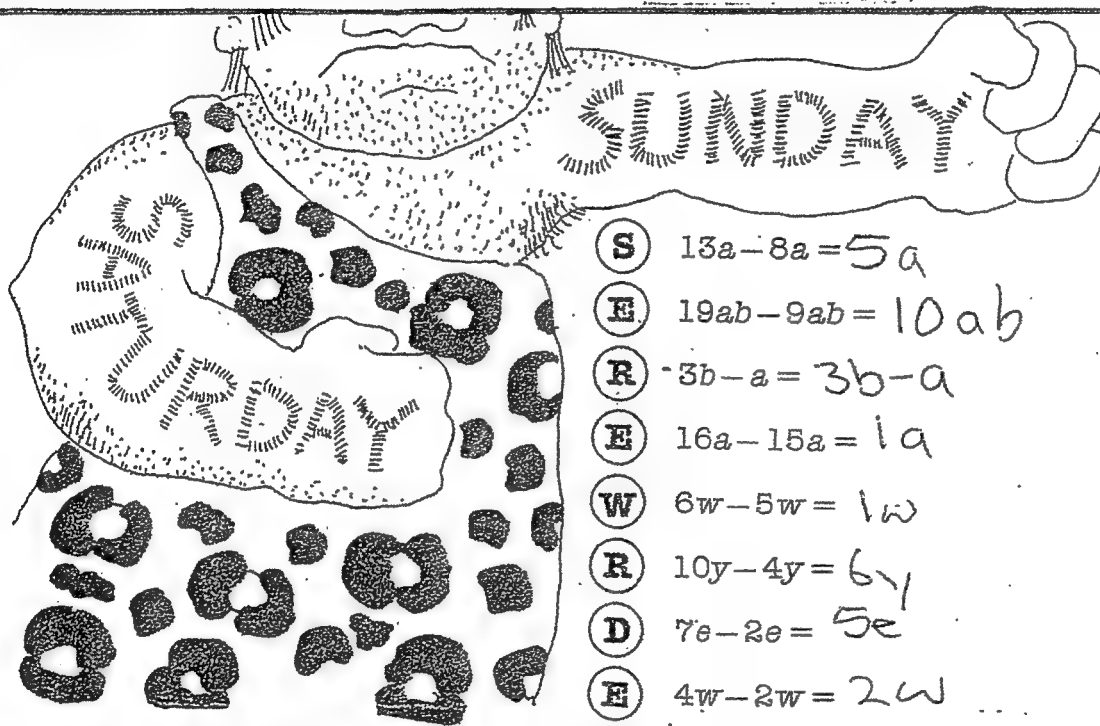 SUNDAY
SATURDAY
S 13a-8a=5a
E 19ab-9ab=10ab
R 3b-a=3b-a
E 16a-15a=1a
W 6w-5w=1w
R 10y-4y=6y
D 7e-2e=5e
E 4w-2w=2w